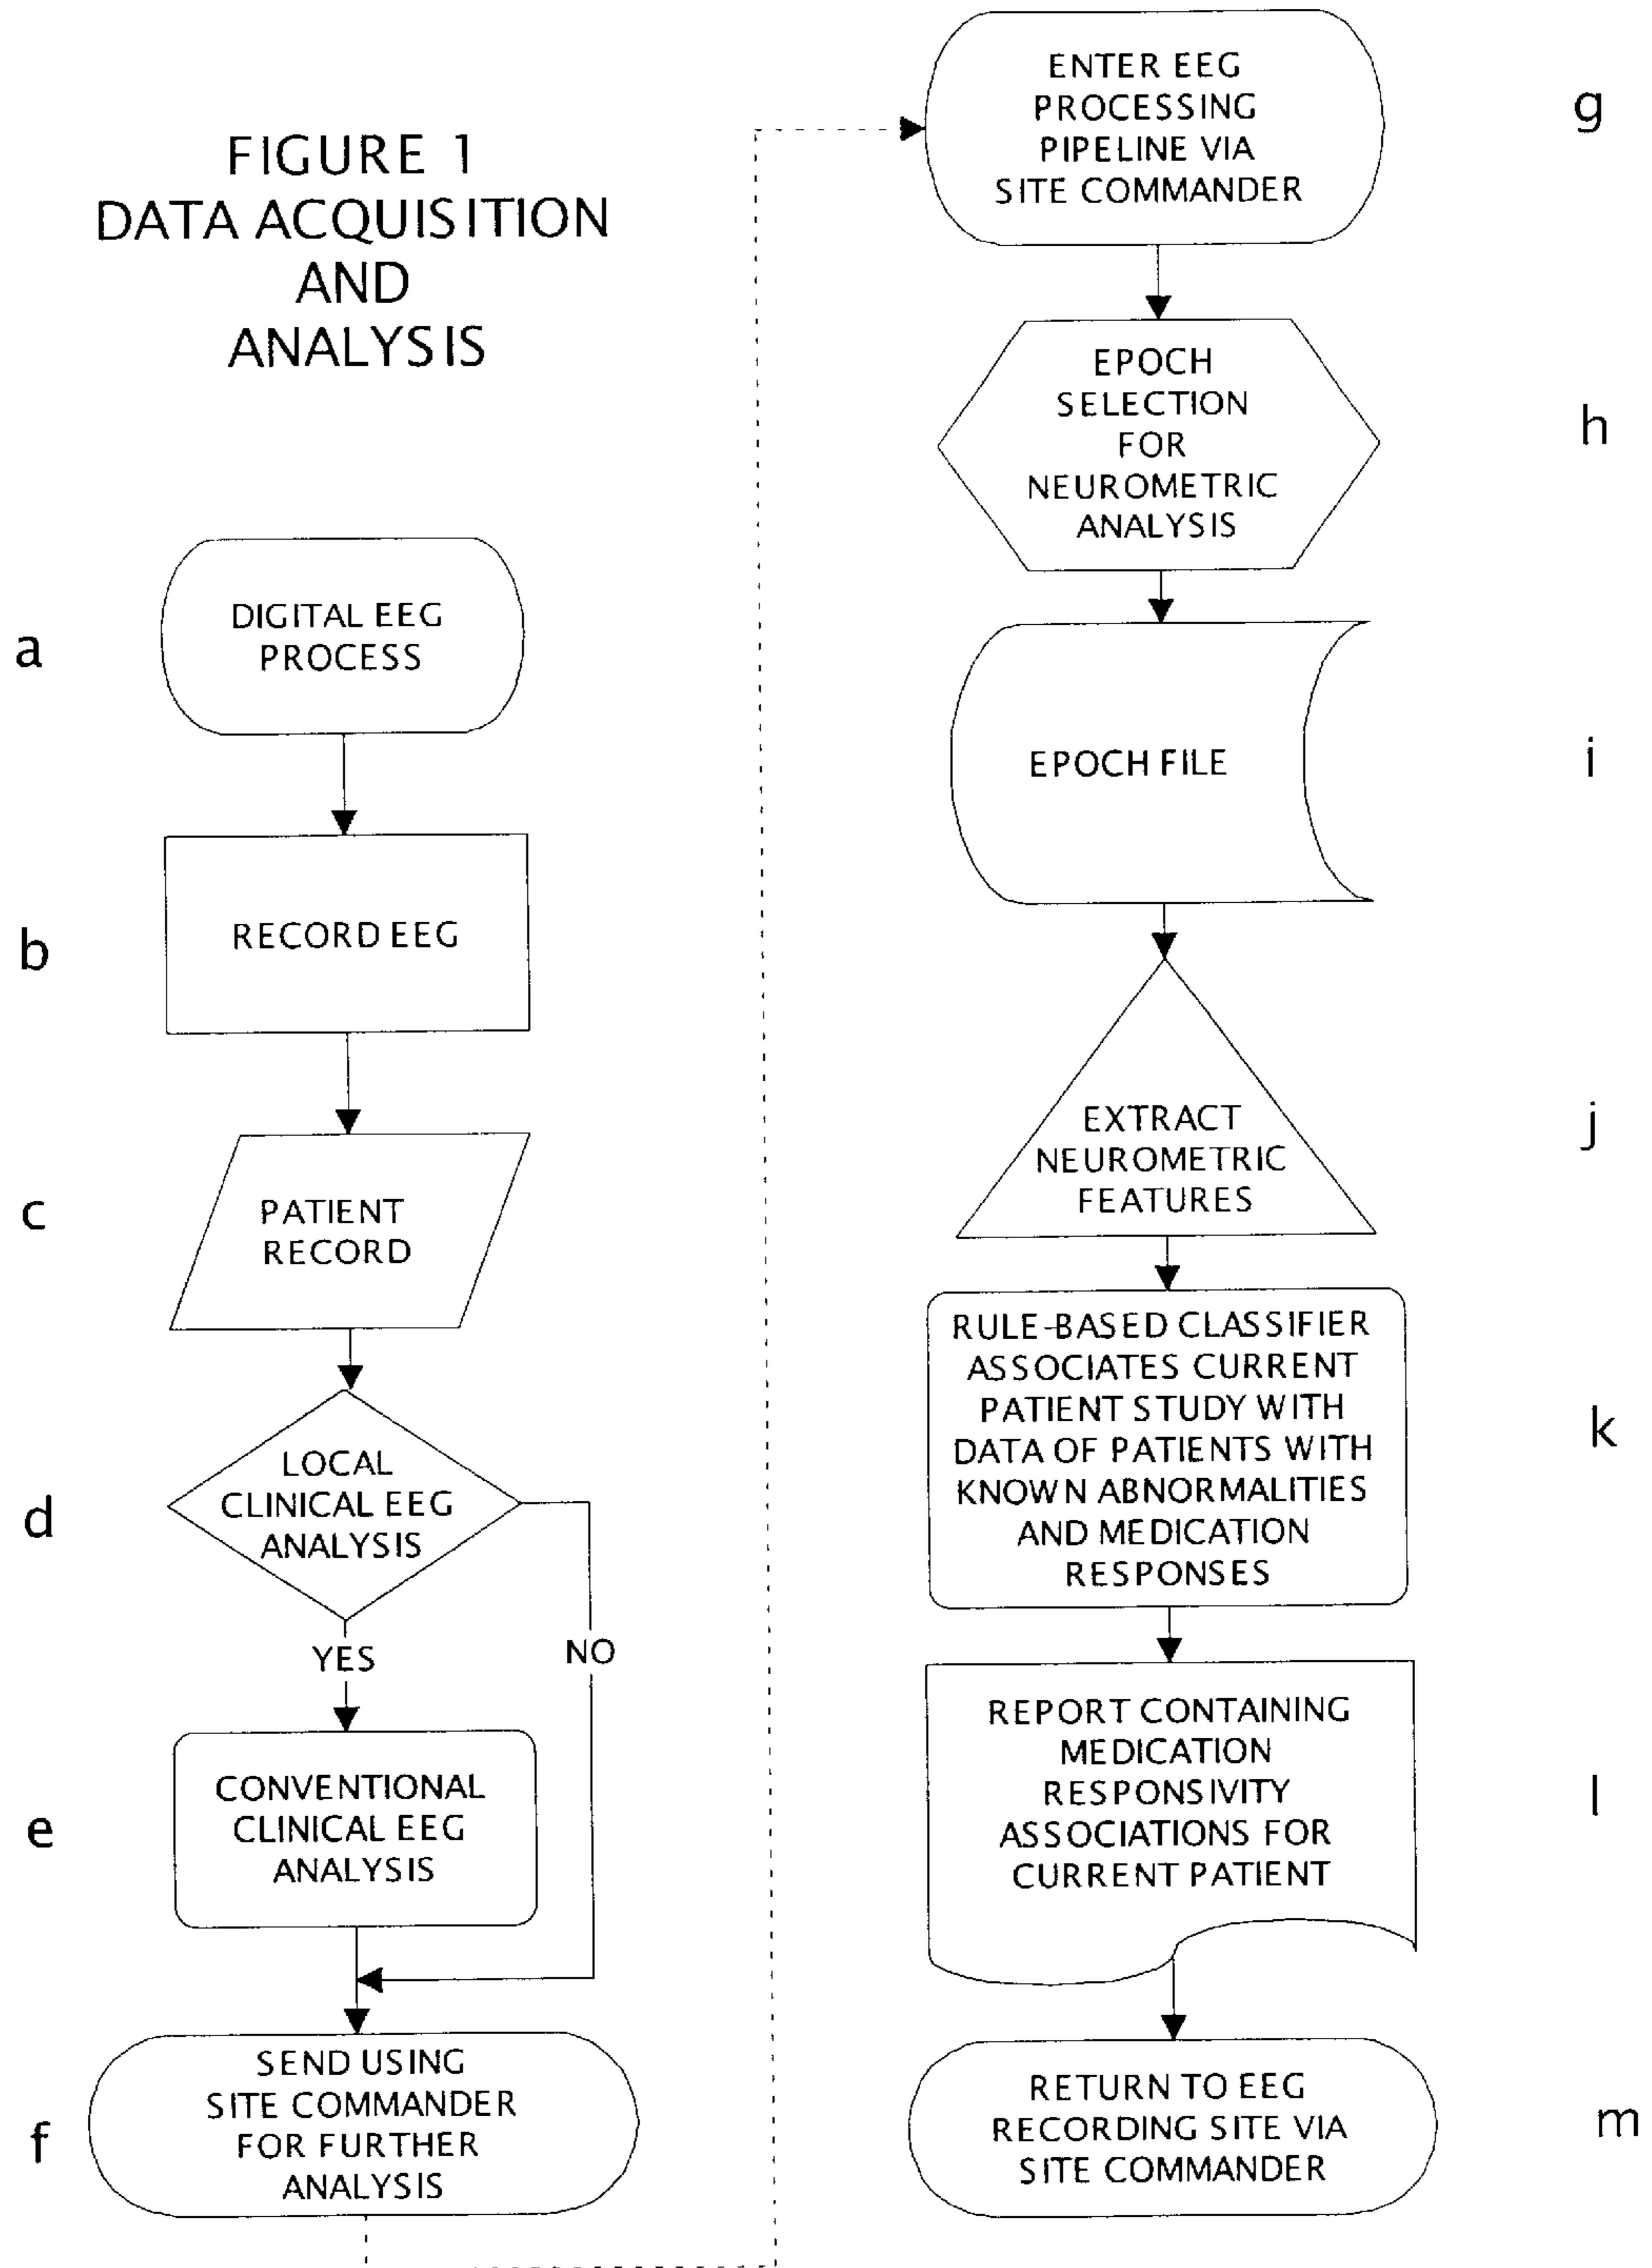 FIGURE 1
DATA ACQUISITION
AND
ANALYSIS
a
DIGITAL EEG
PROCESS
b
RECORD EEG
c
PATIENT
RECORD
d
LOCAL
CLINICAL EEG
ANALYSIS
YES
NO
e
CONVENTIONAL
CLINICAL EEG
ANALYSIS
f
SEND USING
SITE COMMANDER
FOR FURTHER
ANALYSIS
ENTER EEG
PROCESSING
PIPELINE VIA
SITE COMMANDER
g
EPOCH
SELECTION
FOR
NEUROMETRIC
ANALYSIS
h
EPOCH FILE
i
EXTRACT
NEUROMETRIC
FEATURES
j
RULE-BASED CLASSIFIER
ASSOCIATES CURRENT
PATIENT STUDY WITH
DATA OF PATIENTS WITH
KNOWN ABNORMALITIES
AND MEDICATION
RESPONSES
k
REPORT CONTAINING
MEDICATION
RESPONSIVITY
ASSOCIATIONS FOR
CURRENT PATIENT
l
RETURN TO EEG
RECORDING SITE VIA
SITE COMMANDER
m